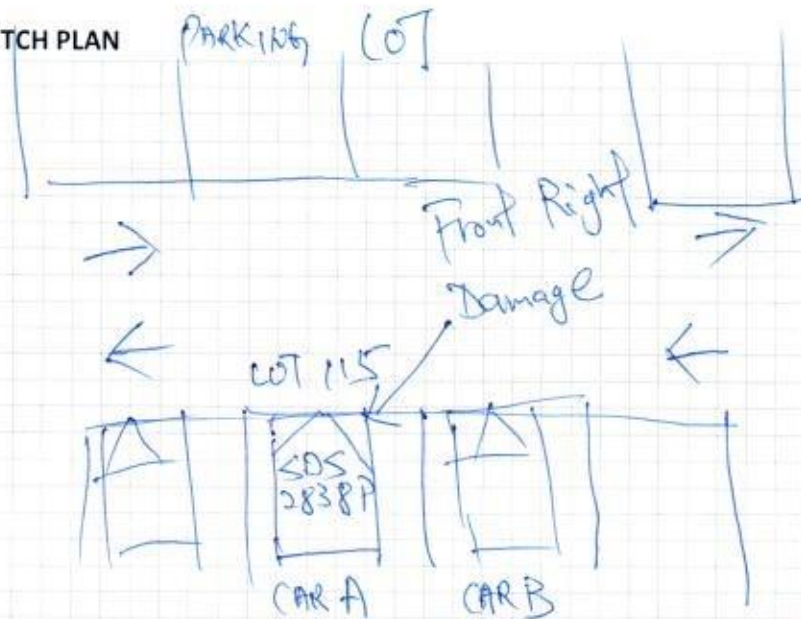 TCH PLAN
PARKING LOT
Front Right
Damage
LOT 115
SDS
2838P
CAR A
CAR B